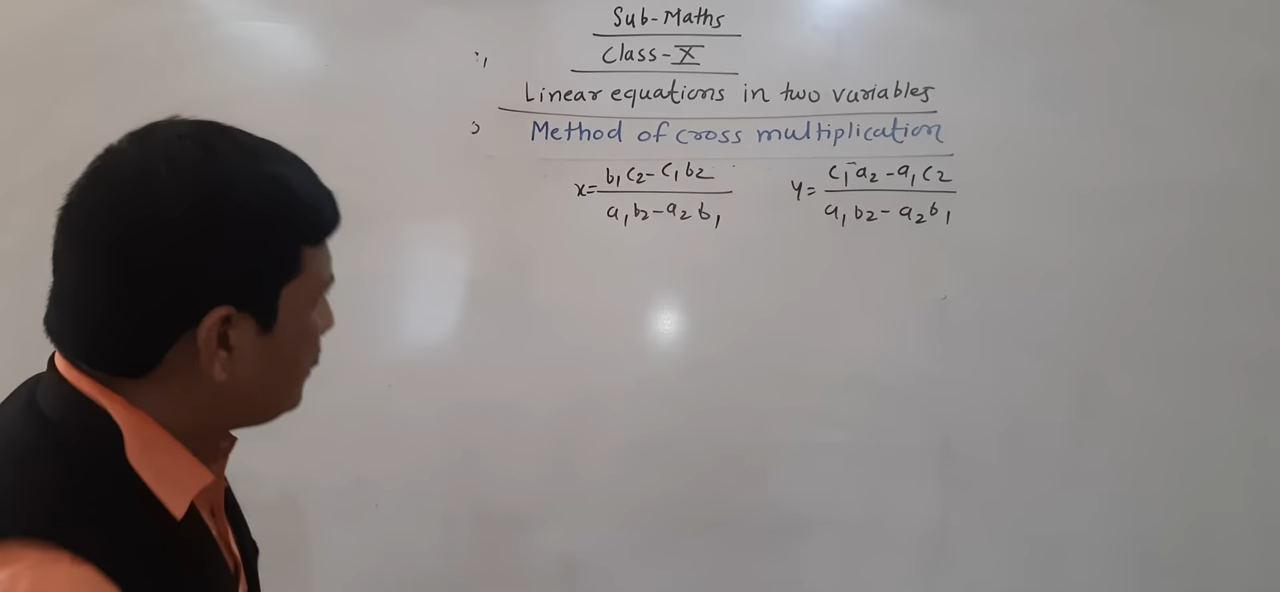 Sub-Maths
Class-X
Linear equations in two variables
Method of cross multiplication
x = b₁c₂ - c₁b₂ / a₁b₂ - a₂b₁
y = c₁a₂ - a₁c₂ / a₁b₂ - a₂b₁